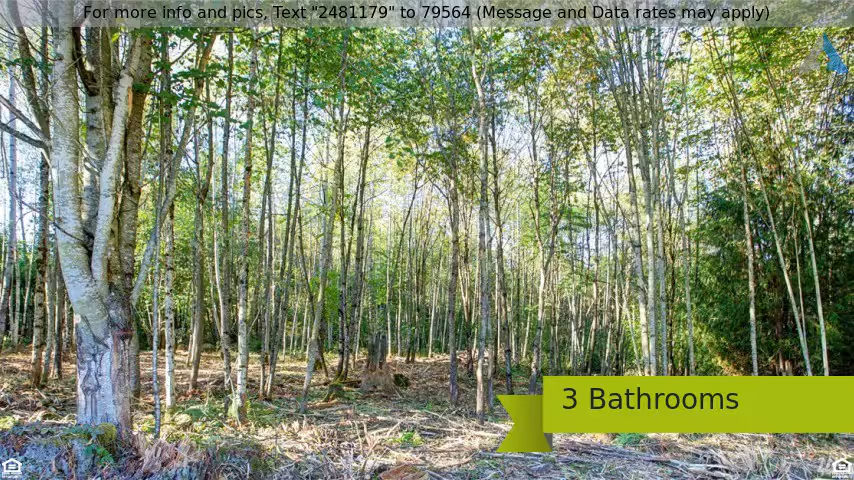 For more info and pics, Text "2481179" to 79564 (Message and Data rates may apply)
3 Bathrooms